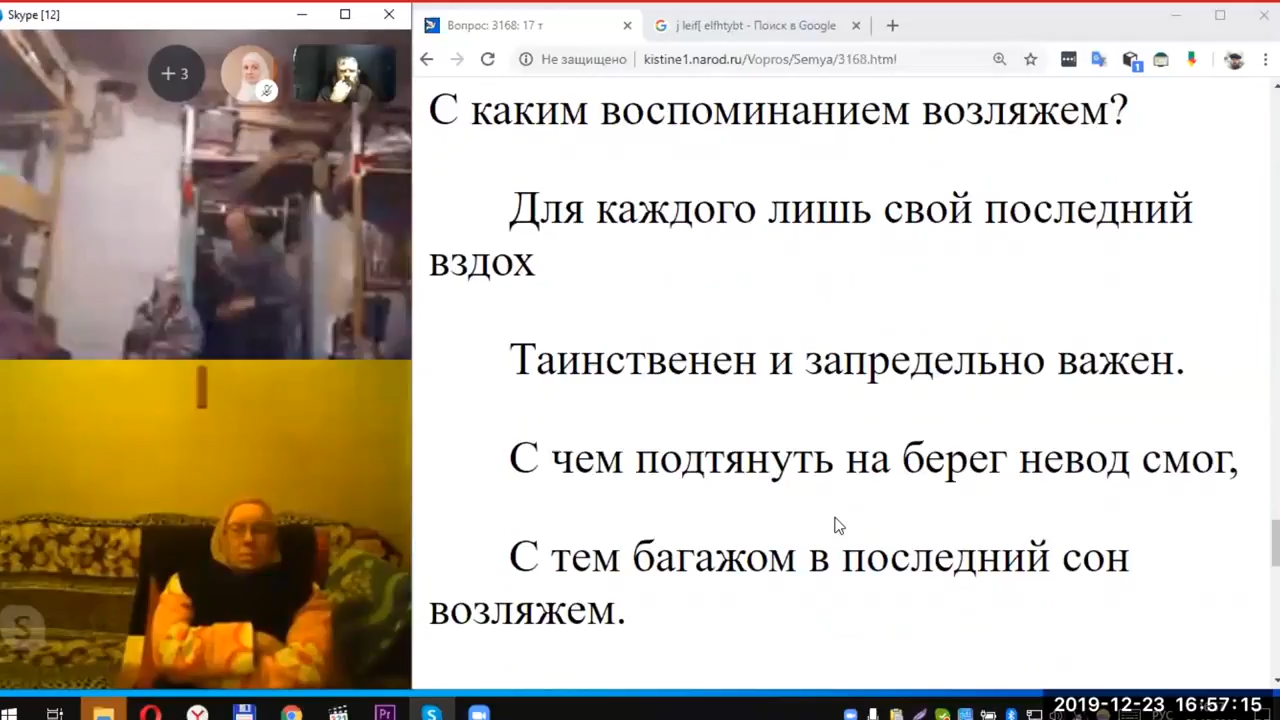 Skype [12]
+3
Вопрос: 3168: 17 т
j leif[ elfhtybt - Поиск в Google
Не защищено
kistine1.narod.ru/Vopros/Semya/3168.html
С каким воспоминанием возляжем?
Для каждого лишь свой последний
вздох
Таинственен и запредельно важен.
С чем подтянуть на берег невод смог,
С тем багажом в последний сон
возляжем.
2019-12-23 16:57:15